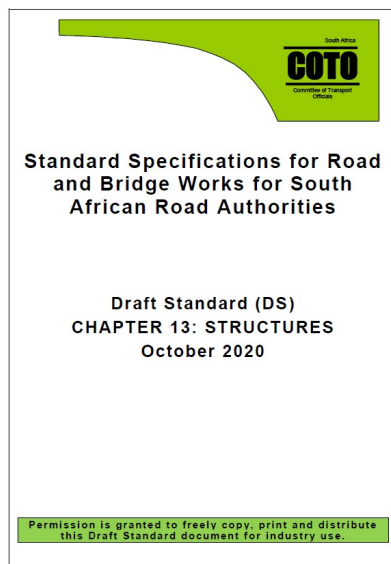 South Africa
COTO
Committee of Transport
Officials
Standard Specifications for Road
and Bridge Works for South
African Road Authorities
Draft Standard (DS)
CHAPTER 13: STRUCTURES
October 2020
Permission is granted to freely copy, print and distribute
this Draft Standard document for industry use.